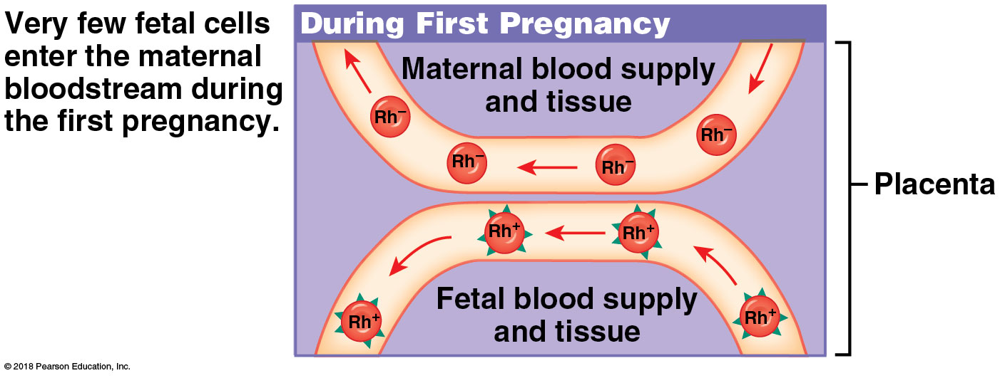 Very few fetal cells
enter the maternal
bloodstream during
the first pregnancy.
During First Pregnancy
Maternal blood supply
and tissue
Rh⁻
Rh⁻
Rh⁻
Rh⁻
Placenta
Rh⁺
Rh⁺
Fetal blood supply
and tissue
Rh⁺
Rh⁺
© 2018 Pearson Education, Inc.